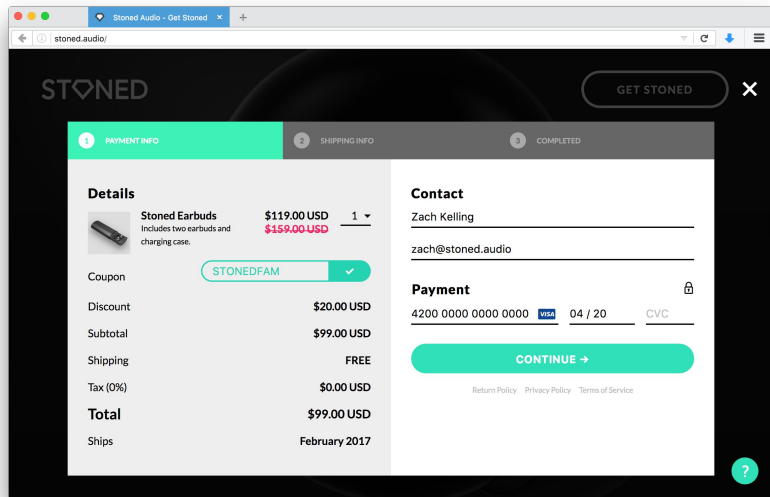 Stoned Audio - Get Stoned
stoned.audio/
STONED
GET STONED
1 PAYMENT INFO
2 SHIPPING INFO
3 COMPLETED
Details
Stoned Earbuds $119.00 USD 1
Includes two earbuds and $159.00 USD
charging case.
Coupon STONEDFAM
Discount $20.00 USD
Subtotal $99.00 USD
Shipping FREE
Tax (0%) $0.00 USD
Total $99.00 USD
Ships February 2017
Contact
Zach Kelling
zach@stoned.audio
Payment
4200 0000 0000 0000 VISA 04 / 20 CVC
CONTINUE →
Return Policy Privacy Policy Terms of Service
?